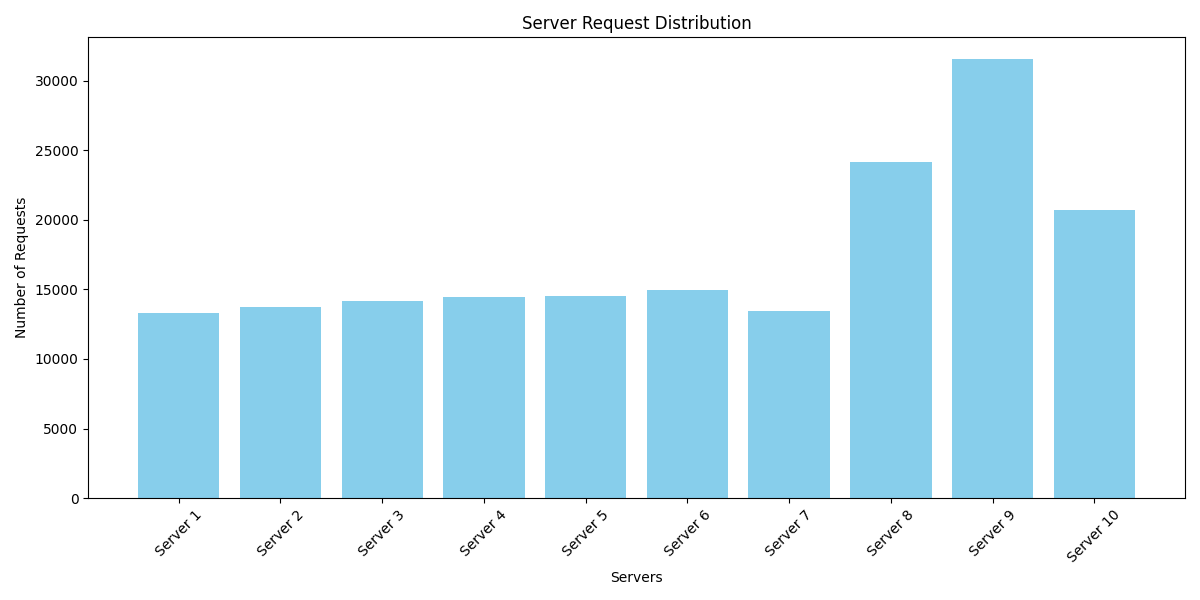 Server Request Distribution
Number of Requests
30000
25000
20000
15000
10000
5000
0
Server 1
Server 2
Server 3
Server 4
Server 5
Server 6
Server 7
Server 8
Server 9
Server 10
Servers